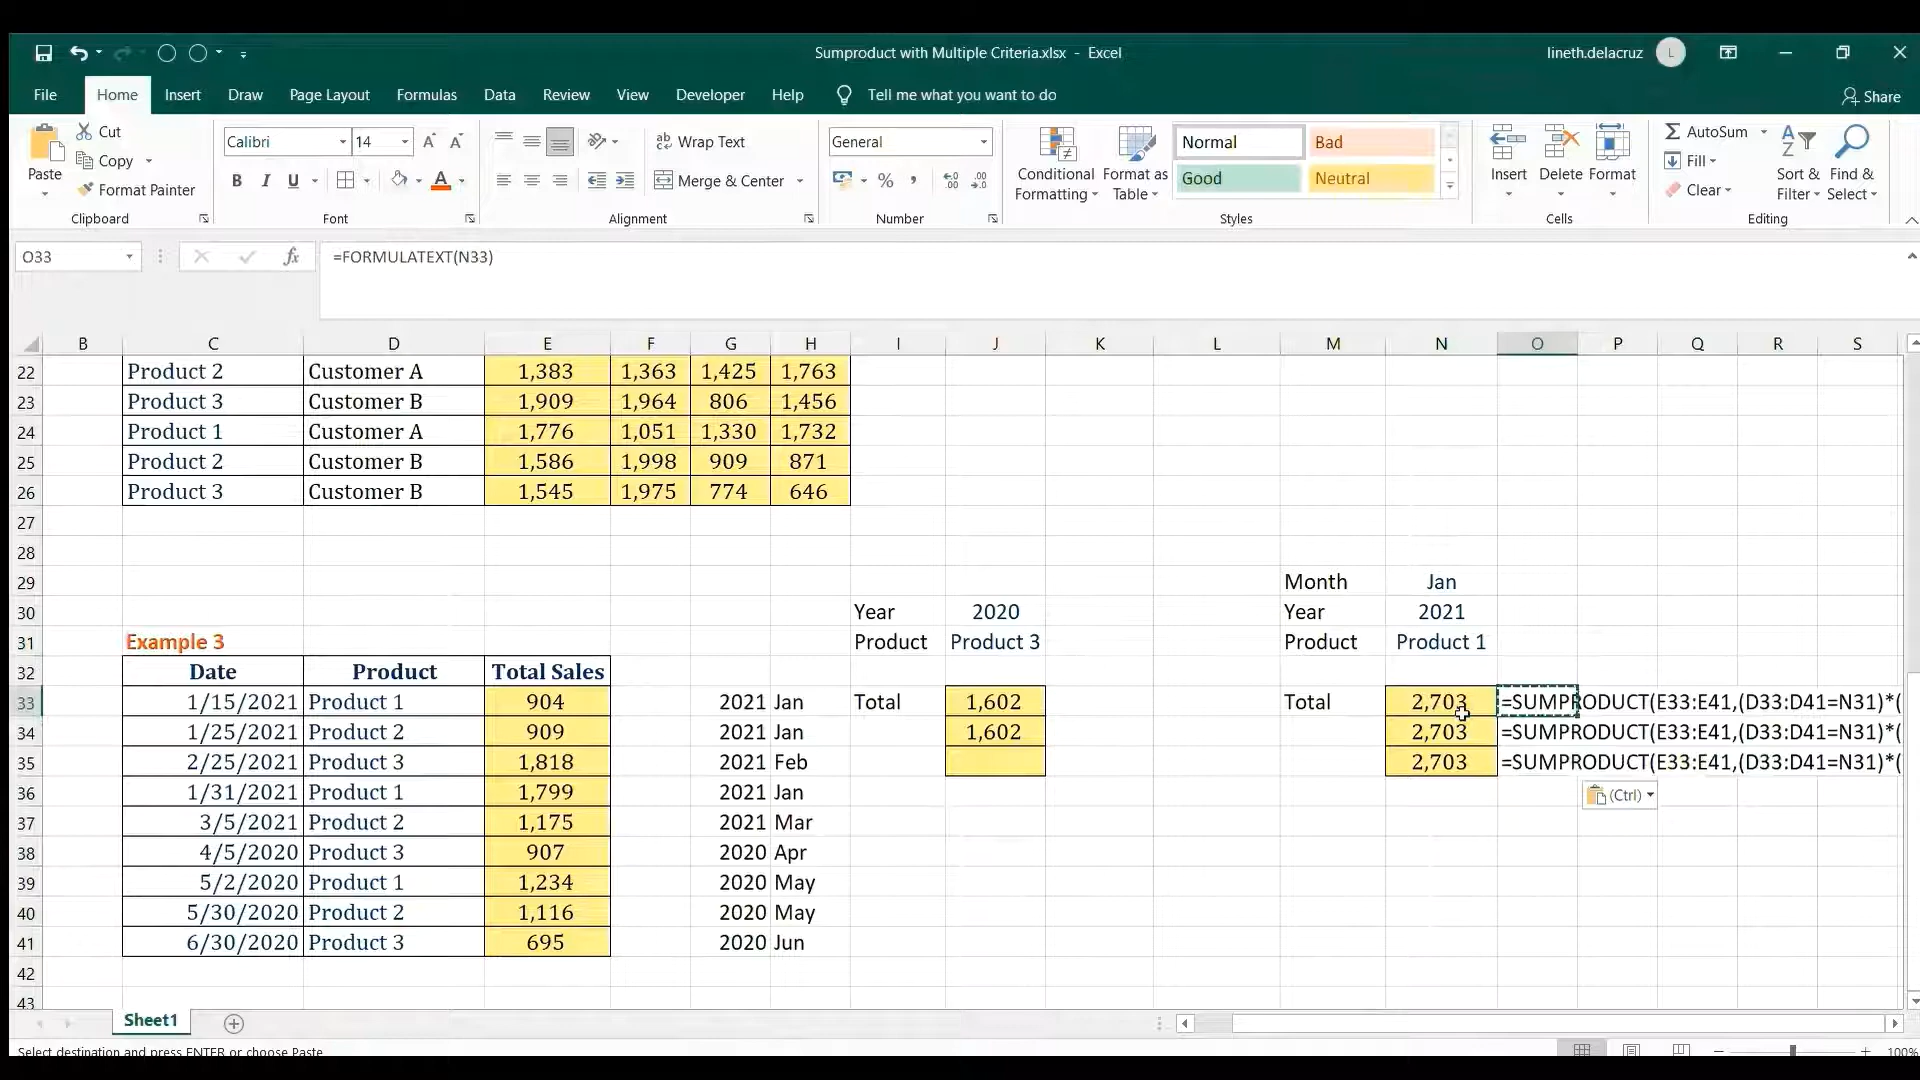 Sumproduct with Multiple Criteria.xlsx - Excel
lineth.delacruz
L
File Home Insert Draw Page Layout Formulas Data Review View Developer Help Tell me what you want to do
Share
Paste
Cut
Copy
Format Painter
Clipboard
Calibri 14
B I U
Font
Wrap Text
Merge & Center
Alignment
General
Number
Conditional Formatting
Format as Table
Normal Bad
Good Neutral
Styles
Insert Delete Format
Cells
AutoSum
Fill
Clear
Sort & Filter
Find & Select
Editing
O33 fx =FORMULATEXT(N33)
B C D E F G H I J K L M N O P Q R S
22 Product 2 Customer A 1,383 1,363 1,425 1,763
23 Product 3 Customer B 1,909 1,964 806 1,456
24 Product 1 Customer A 1,776 1,051 1,330 1,732
25 Product 2 Customer B 1,586 1,998 909 871
26 Product 3 Customer B 1,545 1,975 774 646
27
28
29 Month Jan
30 Year 2020 Year 2021
31 Example 3 Product Product 3 Product Product 1
32 Date Product Total Sales
33 1/15/2021 Product 1 904 2021 Jan Total 1,602 Total 2,703 =SUMPRODUCT(E33:E41,(D33:D41=N31)*(
34 1/25/2021 Product 2 909 2021 Jan 1,602 2,703 =SUMPRODUCT(E33:E41,(D33:D41=N31)*(
35 2/25/2021 Product 3 1,818 2021 Feb 2,703 =SUMPRODUCT(E33:E41,(D33:D41=N31)*(
36 1/31/2021 Product 1 1,799 2021 Jan (Ctrl)
37 3/5/2021 Product 2 1,175 2021 Mar
38 4/5/2020 Product 3 907 2020 Apr
39 5/2/2020 Product 1 1,234 2020 May
40 5/30/2020 Product 2 1,116 2020 May
41 6/30/2020 Product 3 695 2020 Jun
42
43
Sheet1
Select destination and press ENTER or choose Paste
100%